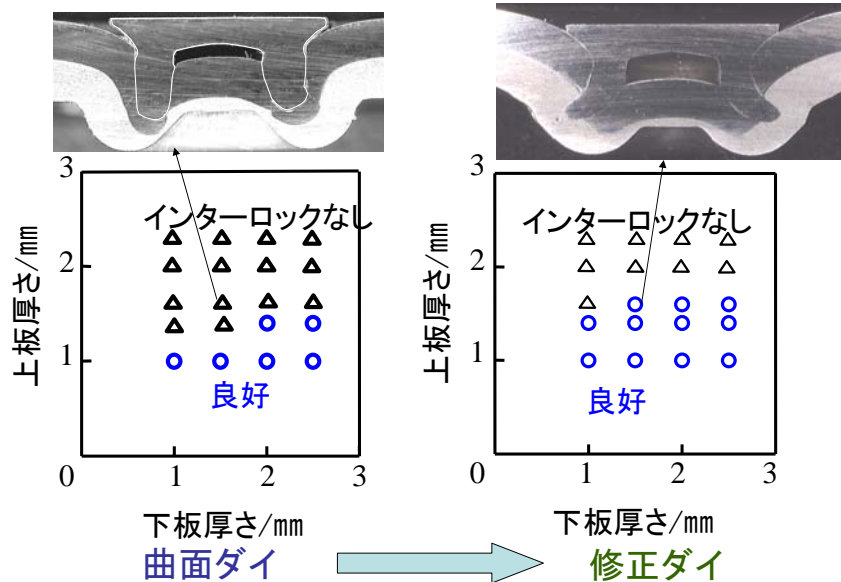 3
インターロックなし
2
上板厚さ/㎜
1
良好
0
1
2
3
下板厚さ/㎜
曲面ダイ
3
インターロックなし
2
上板厚さ/㎜
1
良好
0
1
2
3
下板厚さ/㎜
修正ダイ